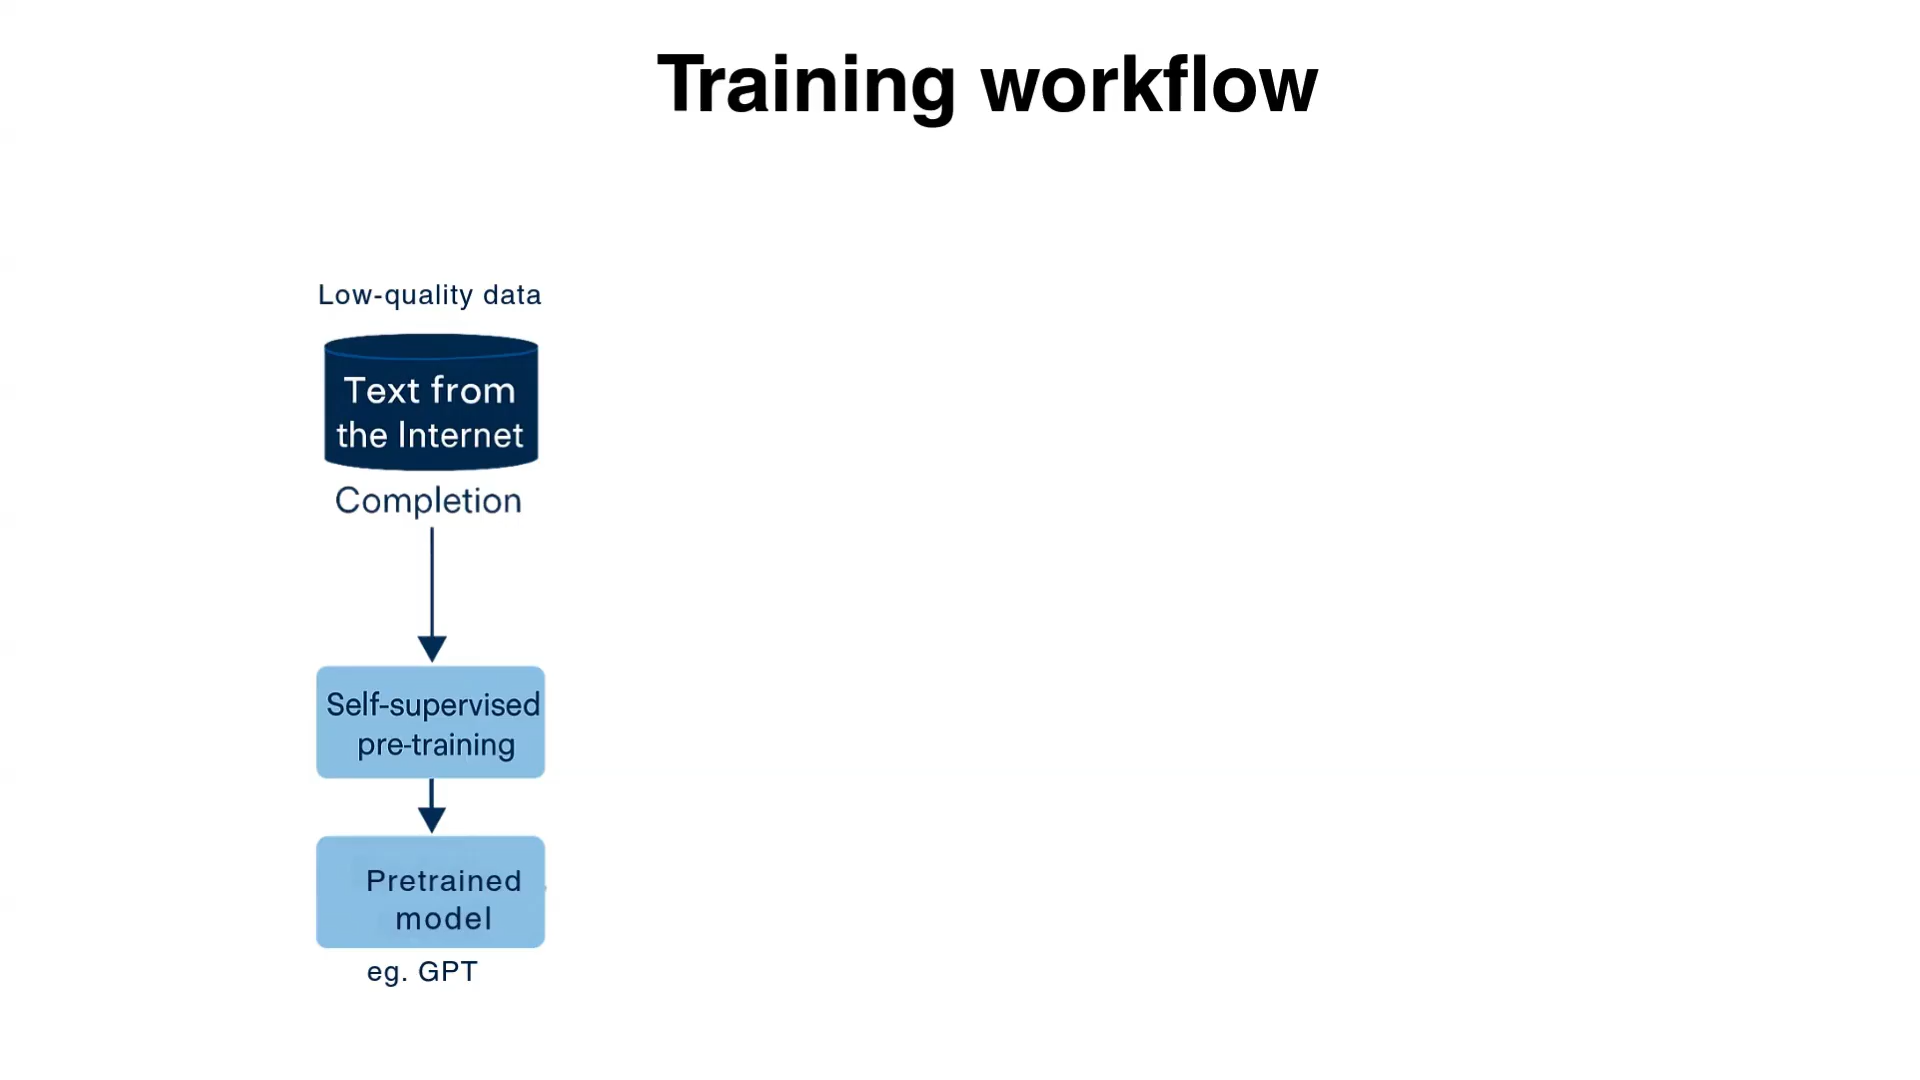 Training workflow
Low-quality data
Text from
the Internet
Completion
Self-supervised
pre-training
Pretrained
model
eg. GPT